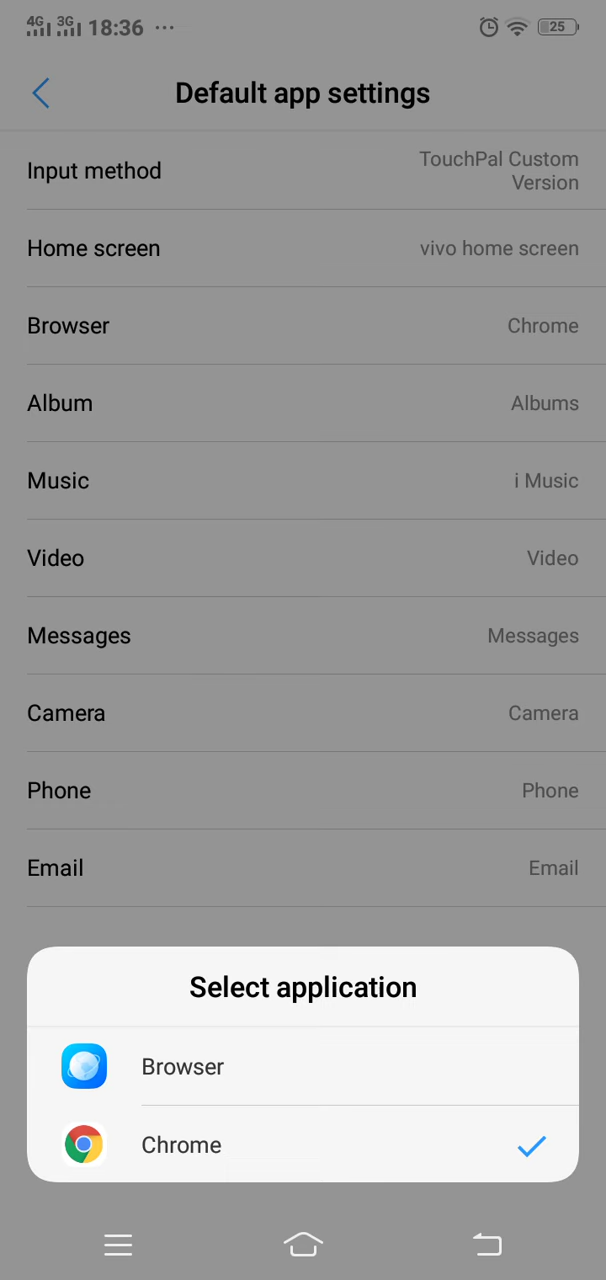 4G 3G 18:36 ··· 25
Default app settings
Input method TouchPal Custom
Version
Home screen vivo home screen
Browser Chrome
Album Albums
Music i Music
Video Video
Messages Messages
Camera Camera
Phone Phone
Email Email
Select application
Browser
Chrome